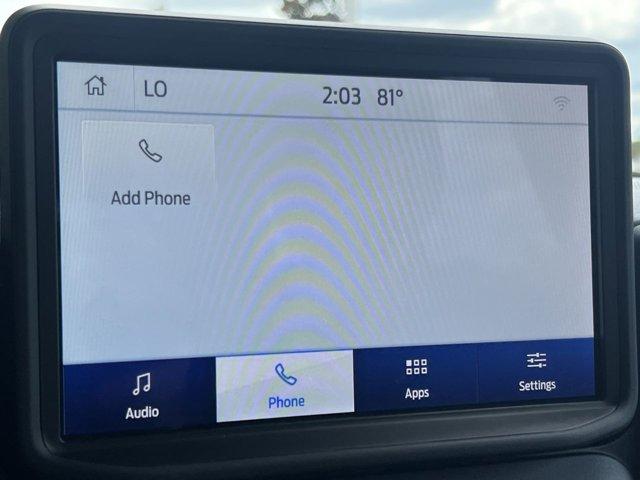 LO 2:03 81°
Add Phone
Audio Phone Apps Settings